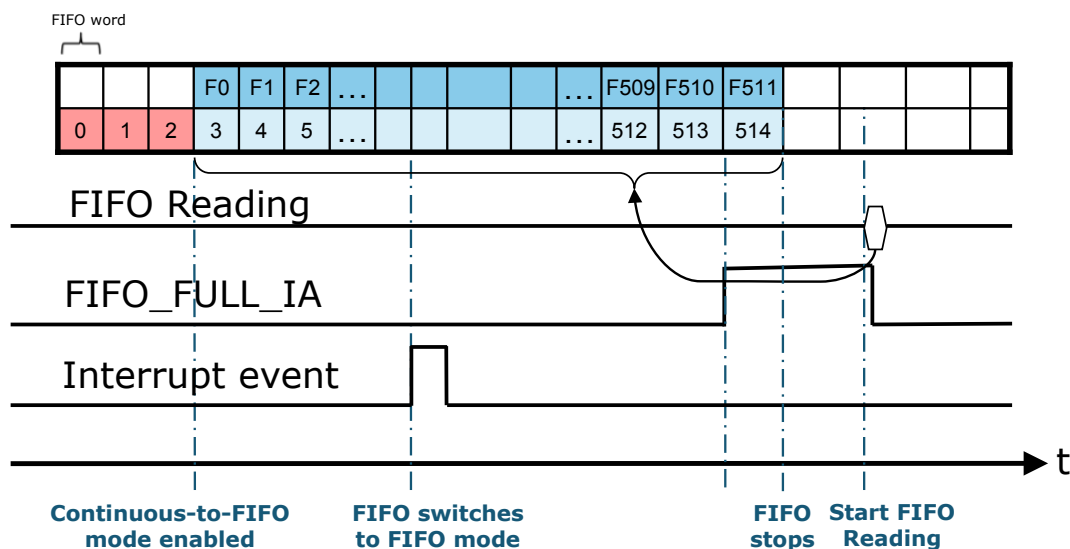 FIFO word
F0 F1 F2 ... ... F509 F510 F511
0 1 2 3 4 5 ... ... 512 513 514
FIFO Reading
FIFO_FULL_IA
Interrupt event
t
Continuous-to-FIFO
mode enabled
FIFO switches
to FIFO mode
FIFO
stops
Start FIFO
Reading